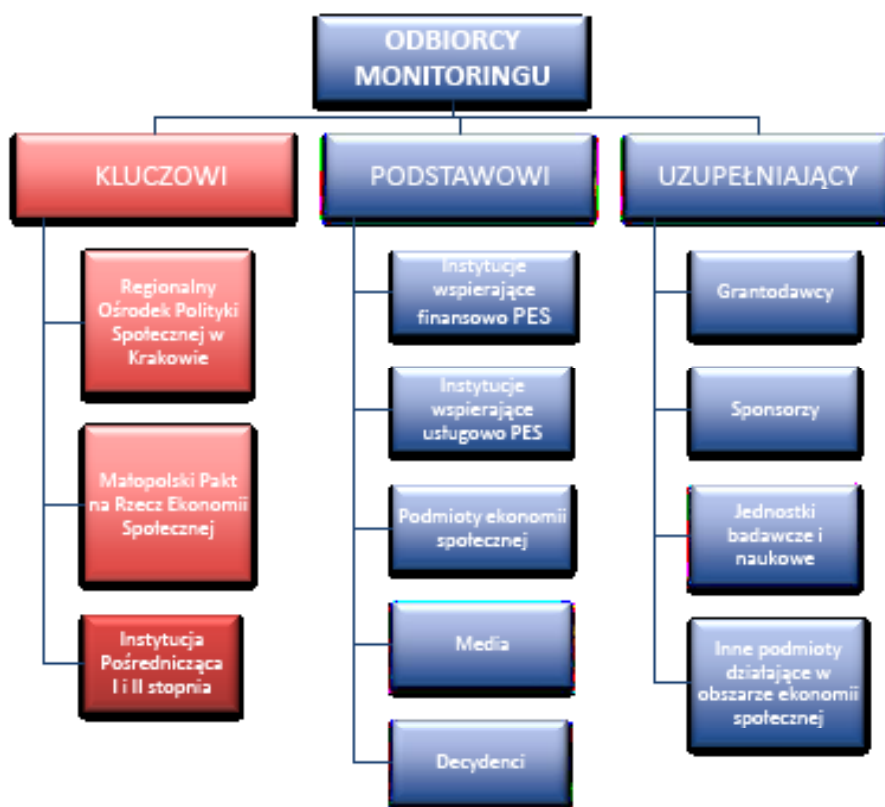 ODBIORCY
MONITORINGU
KLUCZOWI
Regionalny
Ośrodek Polityki
Społecznej w
Krakowie
Małopolski Pakt
na Rzecz Ekonomii
Społecznej
Instytucja
Pośrednicząca
I i II stopnia
PODSTAWOWI
Instytucje
wspierające
finansowo PES
Instytucje
wspierające
usługowo PES
Podmioty ekonomii
społecznej
Media
Decydenci
UZUPEŁNIAJĄCY
Grantodawcy
Sponsorzy
Jednostki
badawcze i
naukowe
Inne podmioty
działające w
obszarze ekonomii
społecznej